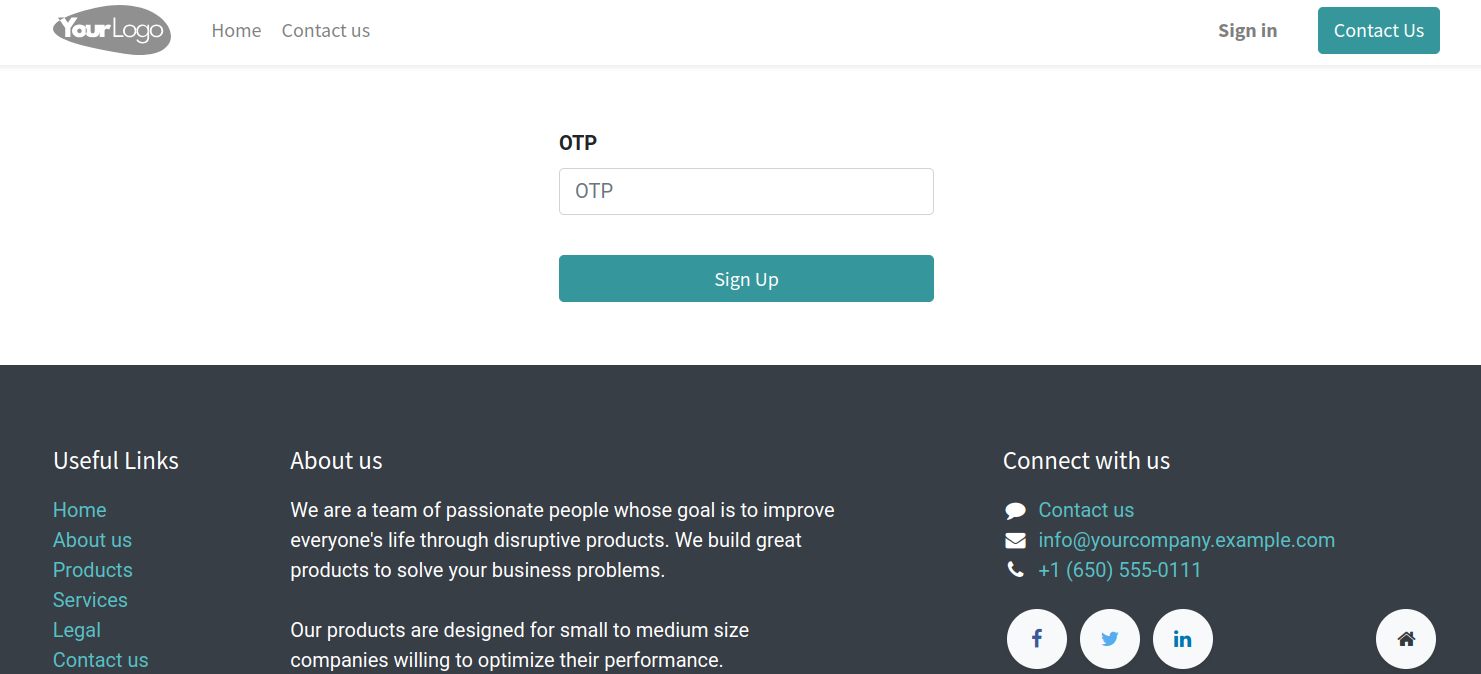 YourLogo Home Contact us Sign in Contact Us
OTP
OTP
Sign Up
Useful Links
Home
About us
Products
Services
Legal
Contact us
About us
We are a team of passionate people whose goal is to improve
everyone's life through disruptive products. We build great
products to solve your business problems.
Our products are designed for small to medium size
companies willing to optimize their performance.
Connect with us
Contact us
info@yourcompany.example.com
+1 (650) 555-0111